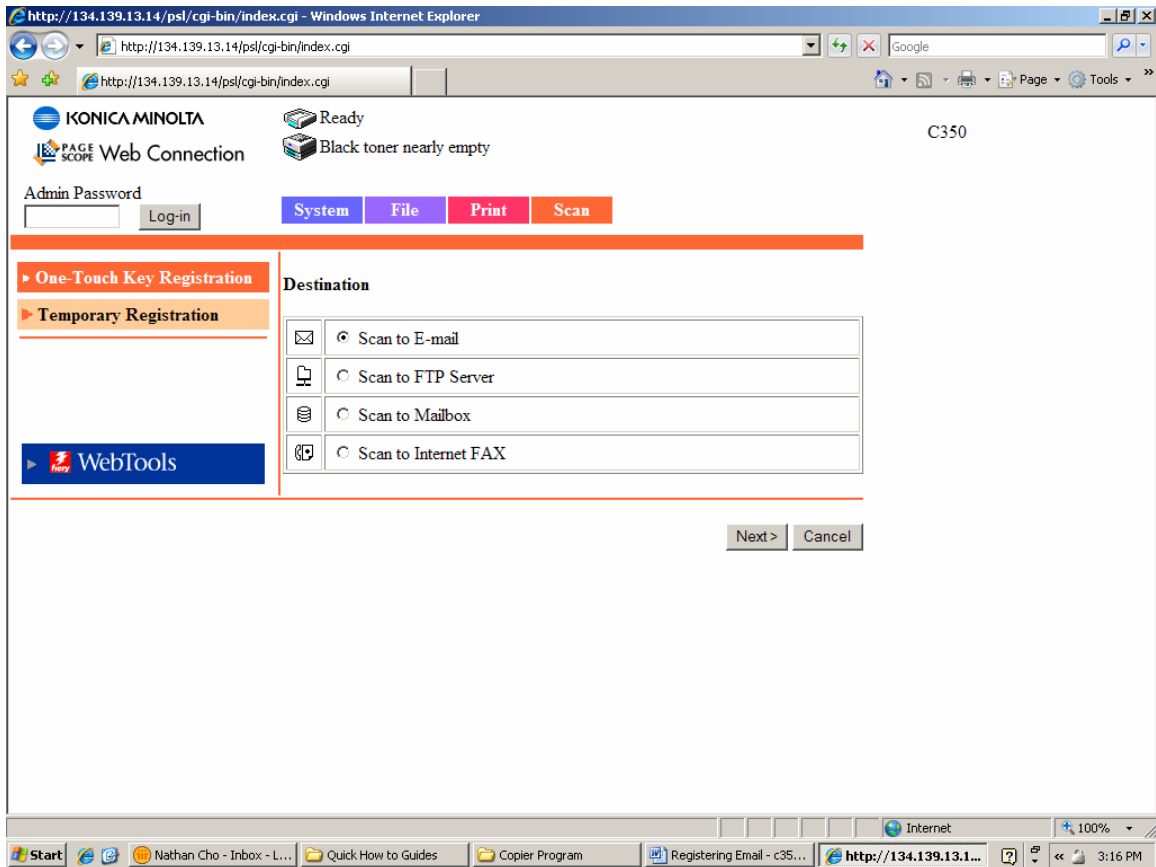 http://134.139.13.14/psl/cgi-bin/index.cgi - Windows Internet Explorer
http://134.139.13.14/psl/cgi-bin/index.cgi
Google
http://134.139.13.14/psl/cgi-bin/index.cgi
Page
Tools
KONICA MINOLTA
Ready
C350
PAGE SCOPE Web Connection
Black toner nearly empty
Admin Password
Log-in
System File Print Scan
One-Touch Key Registration
Temporary Registration
Destination
Scan to E-mail
Scan to FTP Server
Scan to Mailbox
Scan to Internet FAX
fiery WebTools
Next > Cancel
Internet
100%
Start
Nathan Cho - Inbox - L...
Quick How to Guides
Copier Program
Registering Email - c35...
http://134.139.13.1...
3:16 PM